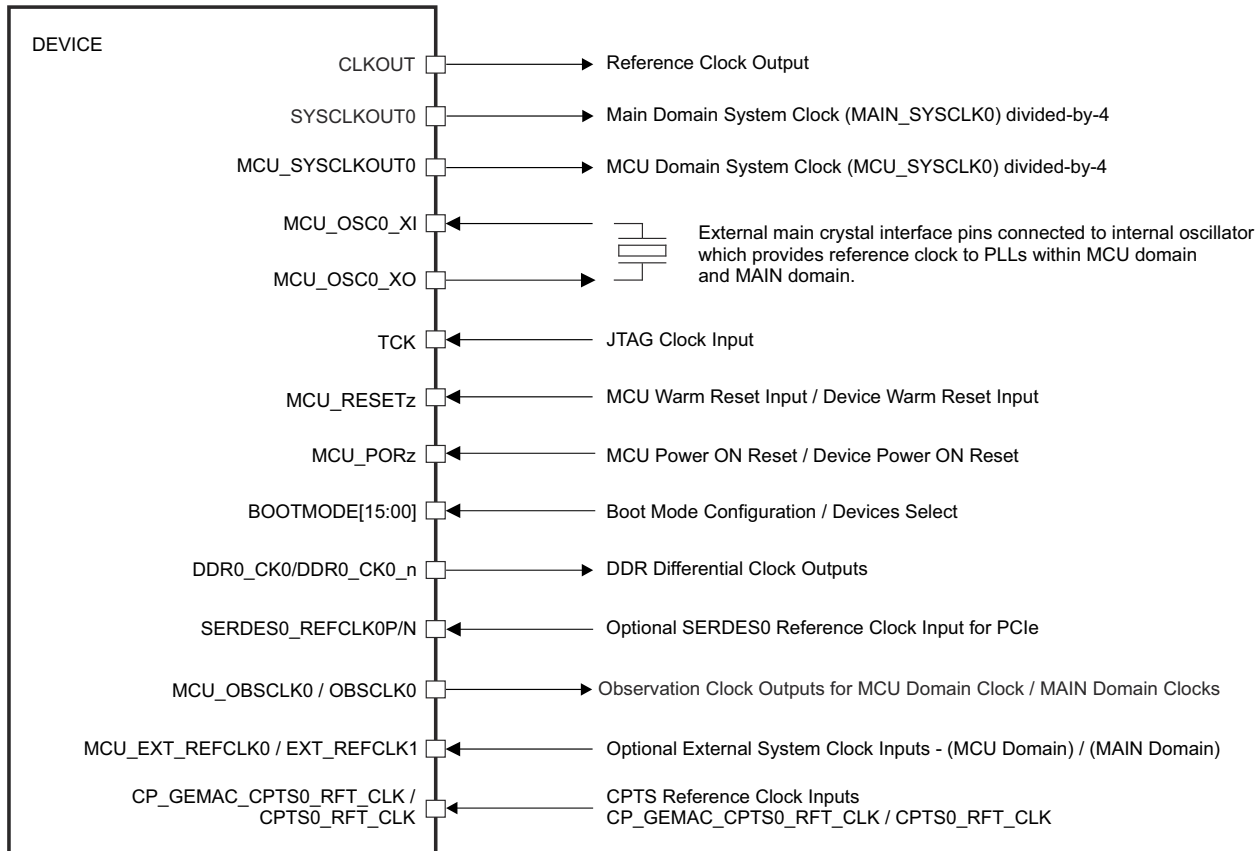 DEVICE
CLKOUT
Reference Clock Output
SYSCLKOUT0
Main Domain System Clock (MAIN_SYSCLK0) divided-by-4
MCU_SYSCLKOUT0
MCU Domain System Clock (MCU_SYSCLK0) divided-by-4
MCU_OSC0_XI
MCU_OSC0_XO
External main crystal interface pins connected to internal oscillator
which provides reference clock to PLLs within MCU domain
and MAIN domain.
TCK
JTAG Clock Input
MCU_RESETz
MCU Warm Reset Input / Device Warm Reset Input
MCU_PORz
MCU Power ON Reset / Device Power ON Reset
BOOTMODE[15:00]
Boot Mode Configuration / Devices Select
DDR0_CK0/DDR0_CK0_n
DDR Differential Clock Outputs
SERDES0_REFCLK0P/N
Optional SERDES0 Reference Clock Input for PCIe
MCU_OBSCLK0 / OBSCLK0
Observation Clock Outputs for MCU Domain Clock / MAIN Domain Clocks
MCU_EXT_REFCLK0 / EXT_REFCLK1
Optional External System Clock Inputs - (MCU Domain) / (MAIN Domain)
CP_GEMAC_CPTS0_RFT_CLK /
CPTS0_RFT_CLK
CPTS Reference Clock Inputs
CP_GEMAC_CPTS0_RFT_CLK / CPTS0_RFT_CLK